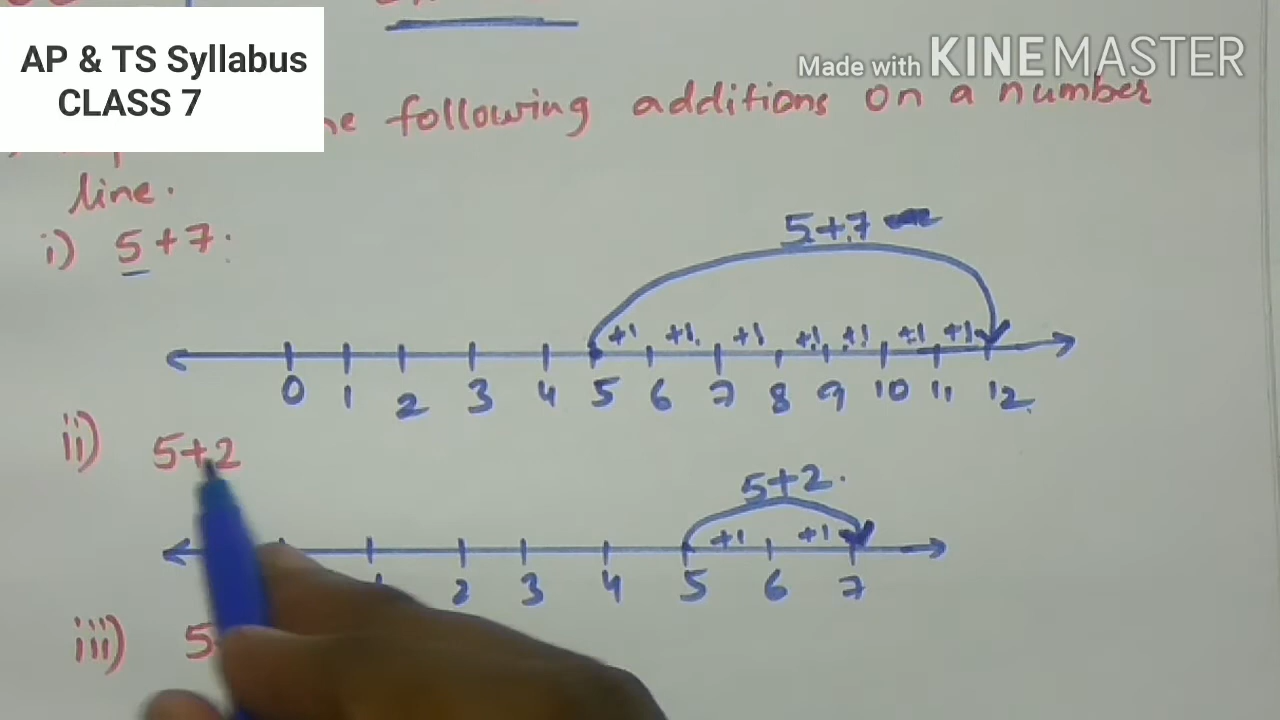 AP & TS Syllabus
CLASS 7
Made with KINEMASTER
following additions on a number
line.
i) 5+7:
5+7
+1 +1 +1 +1 +1 +1 +1
0 1 2 3 4 5 6 7 8 9 10 11 12
ii) 5+2
5+2.
+1 +1
1 2 3 4 5 6 7
iii) 5